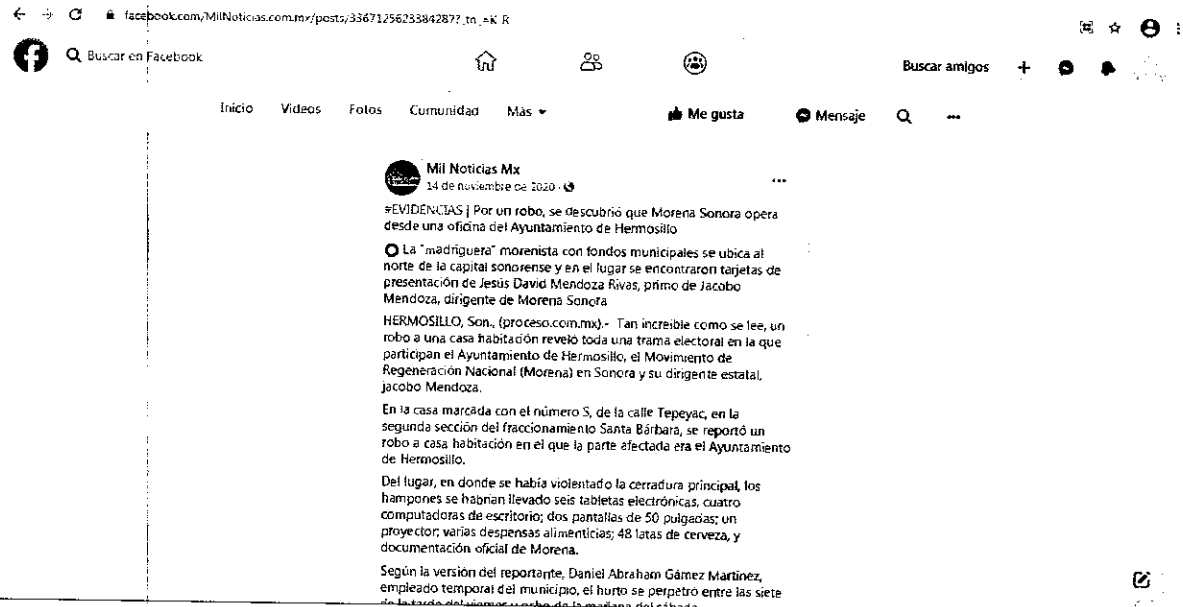 facebook.com/MilNoticias.com.mx/posts/3367125623384287?_tn_=K-R
Buscar en Facebook
Buscar amigos
Inicio Videos Fotos Comunidad Más Me gusta Mensaje
Mil Noticias Mx
14 de noviembre de 2020
#EVIDENCIAS | Por un robo, se descubrió que Morena Sonora opera
desde una oficina del Ayuntamiento de Hermosillo
La "madriguera" morenista con fondos municipales se ubica al
norte de la capital sonorense y en el lugar se encontraron tarjetas de
presentación de Jesús David Mendoza Rivas, primo de Jacobo
Mendoza, dirigente de Morena Sonora
HERMOSILLO, Son., (proceso.com.mx).- Tan increíble como se lee, un
robo a una casa habitación reveló toda una trama electoral en la que
participan el Ayuntamiento de Hermosillo, el Movimiento de
Regeneración Nacional (Morena) en Sonora y su dirigente estatal,
jacobo Mendoza.
En la casa marcada con el número 5, de la calle Tepeyac, en la
segunda sección del fraccionamiento Santa Bárbara, se reportó un
robo a casa habitación en el que la parte afectada era el Ayuntamiento
de Hermosillo.
Del lugar, en donde se había violentado la cerradura principal, los
hampones se habrían llevado seis tabletas electrónicas, cuatro
computadoras de escritorio; dos pantallas de 50 pulgadas; un
proyector; varias despensas alimenticias; 48 latas de cerveza, y
documentación oficial de Morena.
Según la versión del reportante, Daniel Abraham Gámez Martínez,
empleado temporal del municipio, el hurto se perpetró entre las siete
de la tarde del viernes y ocho de la mañana del sábado